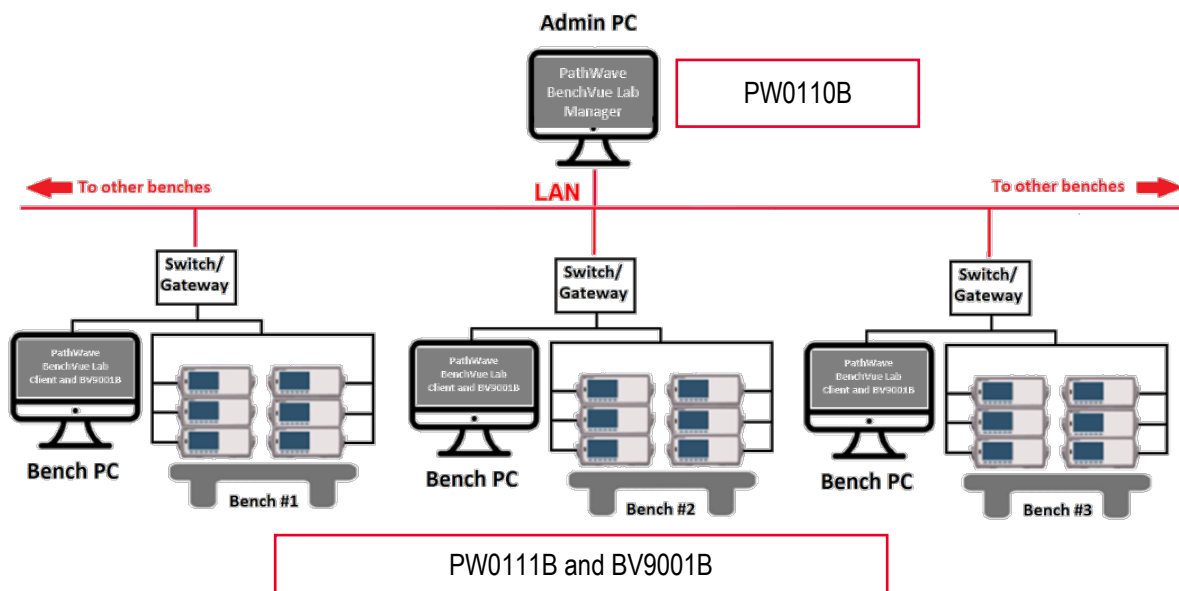 Admin PC
PathWave
BenchVue Lab
Manager
PW0110B
To other benches
LAN
To other benches
Switch/
Gateway
Switch/
Gateway
Switch/
Gateway
PathWave
BenchVue Lab
Client and BV9001B
PathWave
BenchVue Lab
Client and BV9001B
PathWave
BenchVue Lab
Client and BV9001B
Bench PC
Bench #1
Bench PC
Bench #2
Bench PC
Bench #3
PW0111B and BV9001B